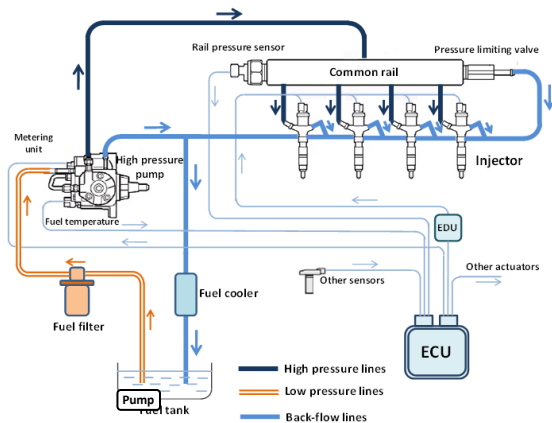 Rail pressure sensor
Pressure limiting valve
Common rail
Metering
unit
High pressure
pump
Injector
Fuel temperature
EDU
Other sensors
Other actuators
Fuel cooler
Fuel filter
ECU
Pump
Fuel tank
High pressure lines
Low pressure lines
Back-flow lines